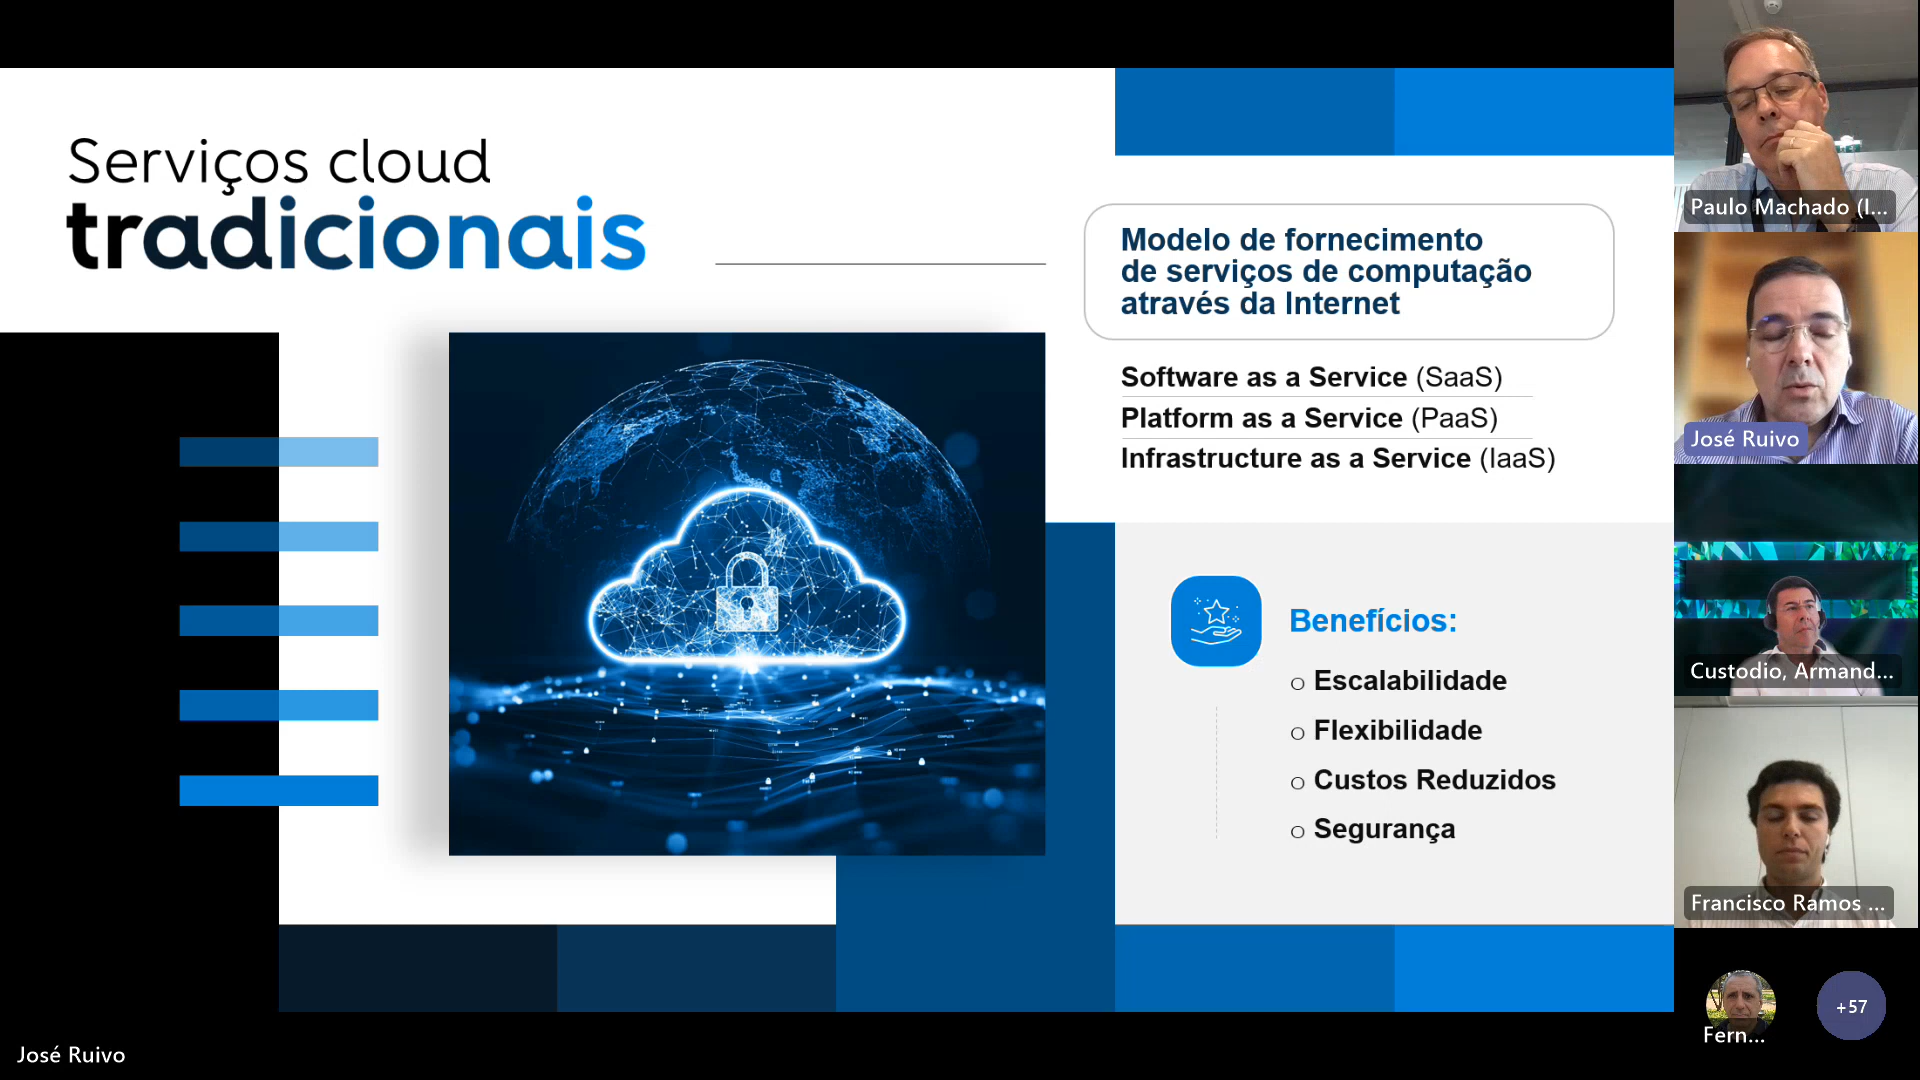 Serviços cloud
tradicionais
Modelo de fornecimento
de serviços de computação
através da Internet
Software as a Service (SaaS)
Platform as a Service (PaaS)
Infrastructure as a Service (IaaS)
Benefícios:
o Escalabilidade
o Flexibilidade
o Custos Reduzidos
o Segurança
Paulo Machado (I...
José Ruivo
Custodio, Armand...
Francisco Ramos ...
Fern...
+57
José Ruivo